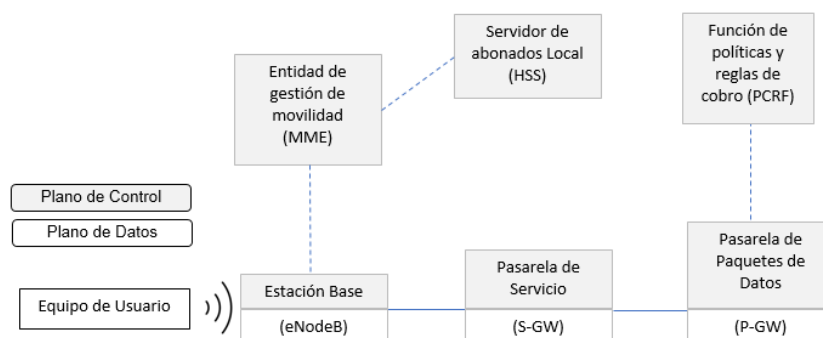 Servidor de
abonados Local
(HSS)
Función de
políticas y
reglas de
cobro (PCRF)
Entidad de
gestión de
movilidad
(MME)
Plano de Control
Plano de Datos
Equipo de Usuario
Estación Base
(eNodeB)
Pasarela de
Servicio
(S-GW)
Pasarela de
Paquetes de
Datos
(P-GW)